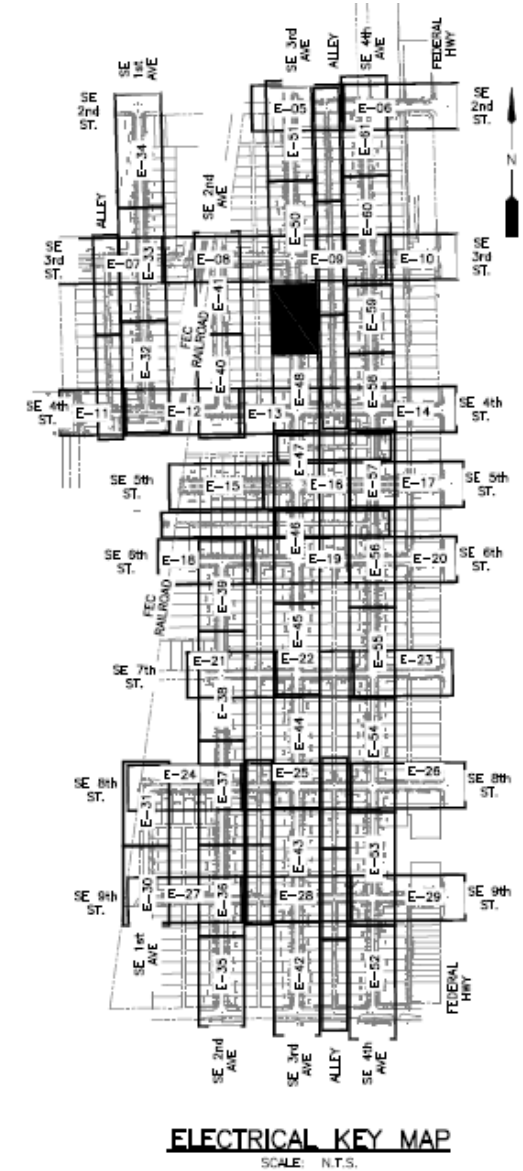 SE 1st AVE
SE 3rd AVE
ALLEY
SE 4th AVE
FEDERAL HWY
SE 2nd ST.
E-05
E-06
SE 2nd ST.
E-51
E-61
E-34
N
ALLEY
SE 2nd AVE
E-50
E-60
SE 3rd ST.
E-07
E-33
E-08
E-09
E-10
SE 3rd ST.
E-41
E-59
FEC RAILROAD
E-32
E-40
E-48
E-58
SE 4th ST.
E-11
E-12
E-13
E-14
SE 4th ST.
E-47
SE 5th ST.
E-15
E-16
E-57
E-17
SE 5th ST.
E-46
SE 6th ST.
E-18
E-19
E-56
E-20
SE 6th ST.
FEC RAILROAD
E-39
E-45
E-55
SE 7th ST.
E-21
E-22
E-23
E-38
E-44
E-54
SE 8th ST.
E-24
E-37
E-25
E-26
SE 8th ST.
E-31
E-43
E-53
SE 9th ST.
E-30
E-27
E-36
E-28
E-29
SE 9th ST.
SE 1st AVE
E-35
E-42
E-52
FEDERAL HWY
SE 2nd AVE
SE 3rd AVE
ALLEY
SE 4th AVE
ELECTRICAL KEY MAP
SCALE: N.T.S.